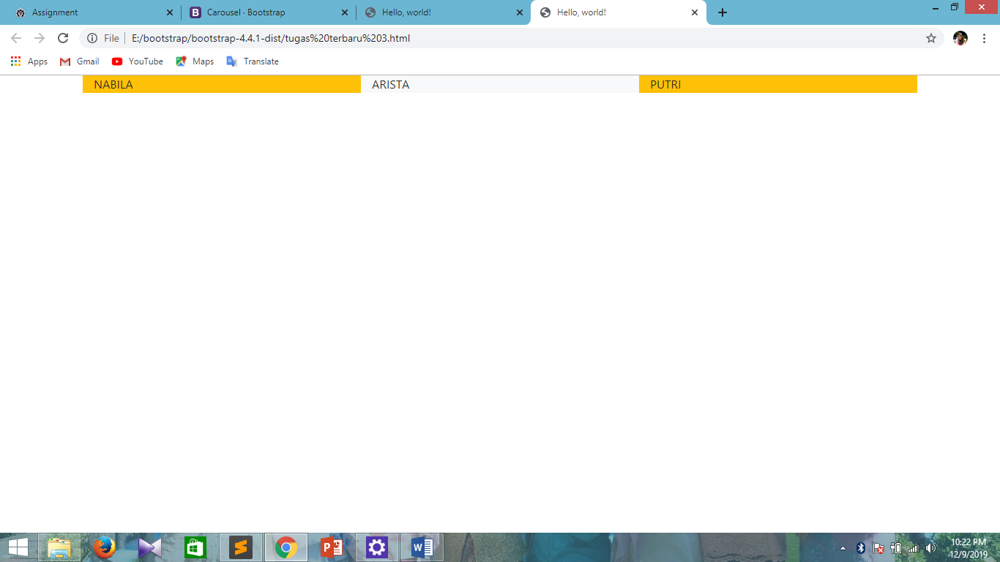 Assignment
Carousel · Bootstrap
Hello, world!
Hello, world!
File
E:/bootstrap/bootstrap-4.4.1-dist/tugas%20terbaru%203.html
Apps
Gmail
YouTube
Maps
Translate
NABILA
ARISTA
PUTRI
10:22 PM
12/9/2019